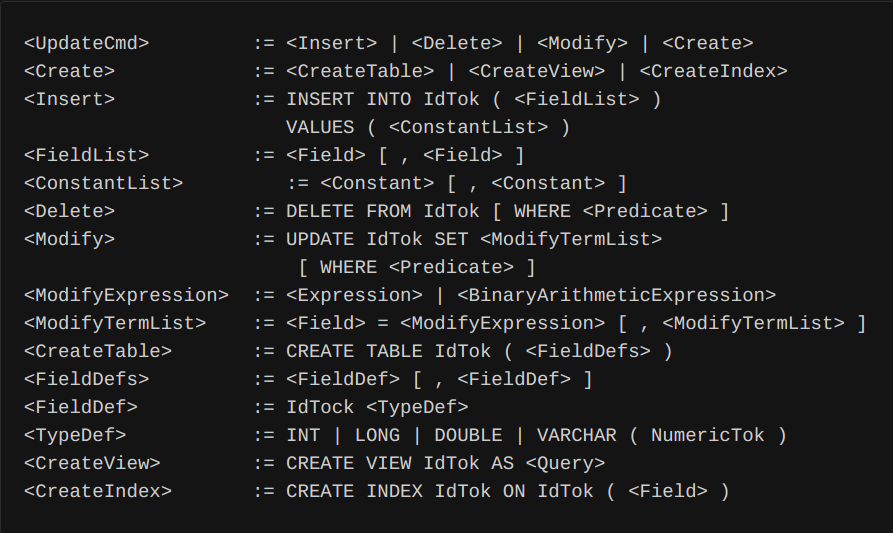 <UpdateCmd> := <Insert> | <Delete> | <Modify> | <Create>
<Create> := <CreateTable> | <CreateView> | <CreateIndex>
<Insert> := INSERT INTO IdTok ( <FieldList> )
VALUES ( <ConstantList> )
<FieldList> := <Field> [ , <Field> ]
<ConstantList> := <Constant> [ , <Constant> ]
<Delete> := DELETE FROM IdTok [ WHERE <Predicate> ]
<Modify> := UPDATE IdTok SET <ModifyTermList>
[ WHERE <Predicate> ]
<ModifyExpression> := <Expression> | <BinaryArithmeticExpression>
<ModifyTermList> := <Field> = <ModifyExpression> [ , <ModifyTermList> ]
<CreateTable> := CREATE TABLE IdTok ( <FieldDefs> )
<FieldDefs> := <FieldDef> [ , <FieldDef> ]
<FieldDef> := IdTock <TypeDef>
<TypeDef> := INT | LONG | DOUBLE | VARCHAR ( NumericTok )
<CreateView> := CREATE VIEW IdTok AS <Query>
<CreateIndex> := CREATE INDEX IdTok ON IdTok ( <Field> )